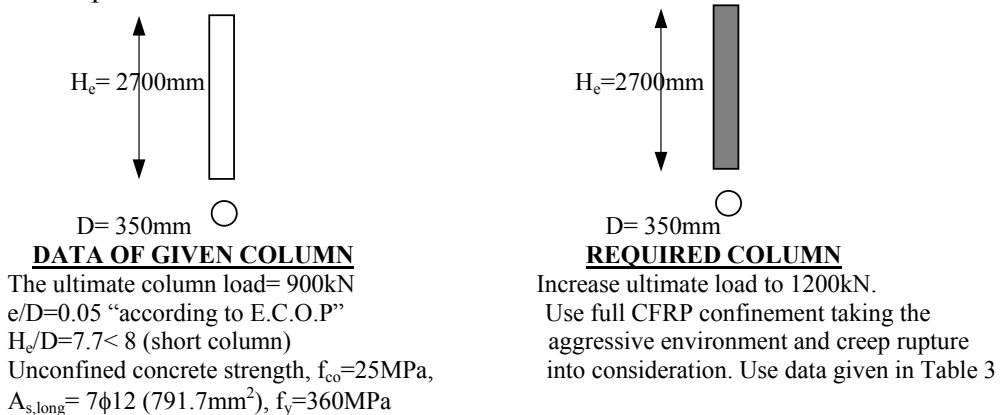 Hₑ= 2700mm
D= 350mm
DATA OF GIVEN COLUMN
The ultimate column load= 900kN
e/D=0.05 “according to E.C.O.P”
Hₑ/D=7.7< 8 (short column)
Unconfined concrete strength, f_co=25MPa,
A_s,long= 7ϕ12 (791.7mm²), f_y=360MPa
Hₑ=2700mm
D= 350mm
REQUIRED COLUMN
Increase ultimate load to 1200kN.
Use full CFRP confinement taking the
aggressive environment and creep rupture
into consideration. Use data given in Table 3